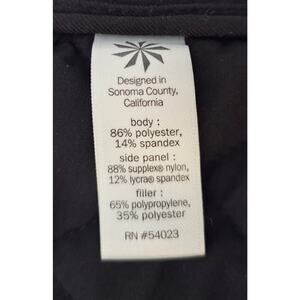 Designed in
Sonoma County,
California
body :
86% polyester,
14% spandex
side panel :
88% supplex® nylon,
12% lycra® spandex
filler :
65% polypropylene,
35% polyester
RN #54023